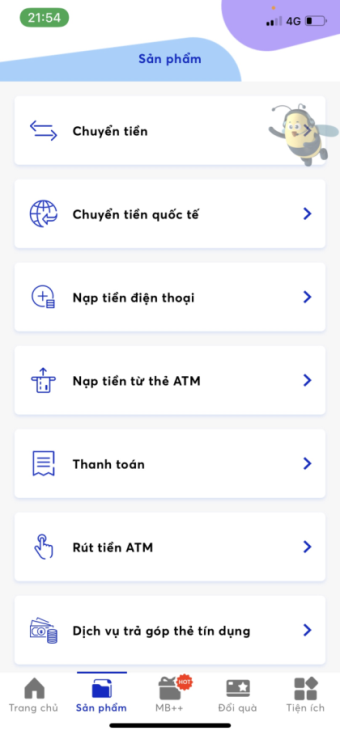 21:54
4G
Sản phẩm
Chuyển tiền
Chuyển tiền quốc tế
Nạp tiền điện thoại
Nạp tiền từ thẻ ATM
Thanh toán
Rút tiền ATM
Dịch vụ trả góp thẻ tín dụng
HOT
Trang chủ
Sản phẩm
MB++
Đổi quà
Tiện ích